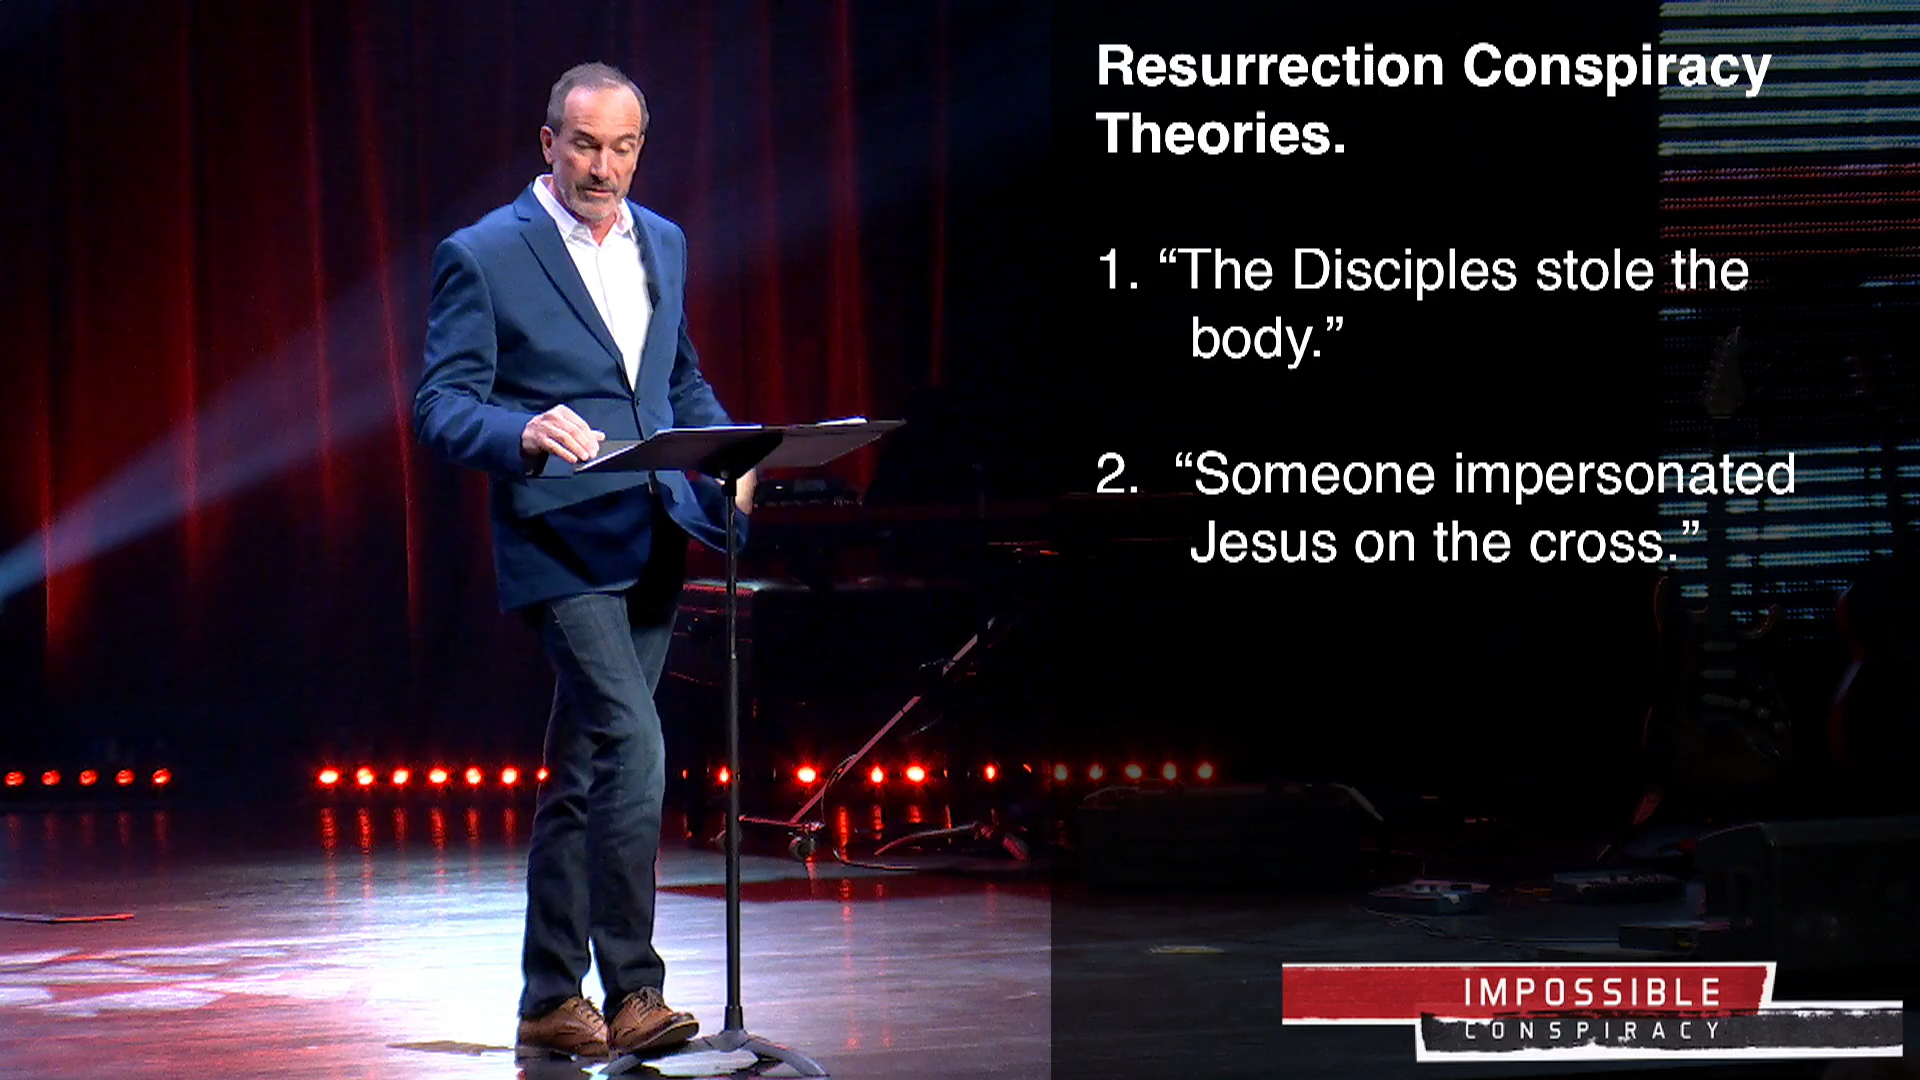 Resurrection Conspiracy
Theories.
1. “The Disciples stole the
body.”
2. “Someone impersonated
Jesus on the cross.”
IMPOSSIBLE
CONSPIRACY